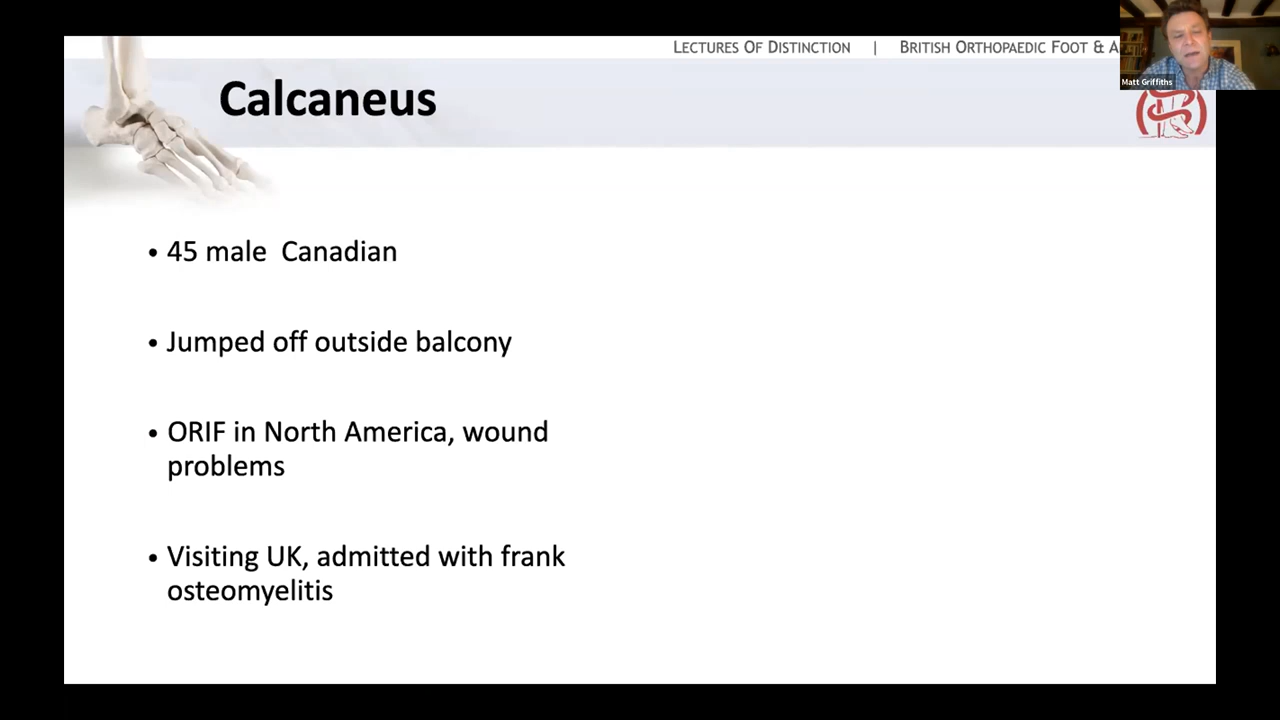 LECTURES OF DISTINCTION | BRITISH ORTHOPAEDIC FOOT & A
Matt Griffiths
Calcaneus
• 45 male  Canadian
• Jumped off outside balcony
• ORIF in North America, wound
problems
• Visiting UK, admitted with frank
osteomyelitis